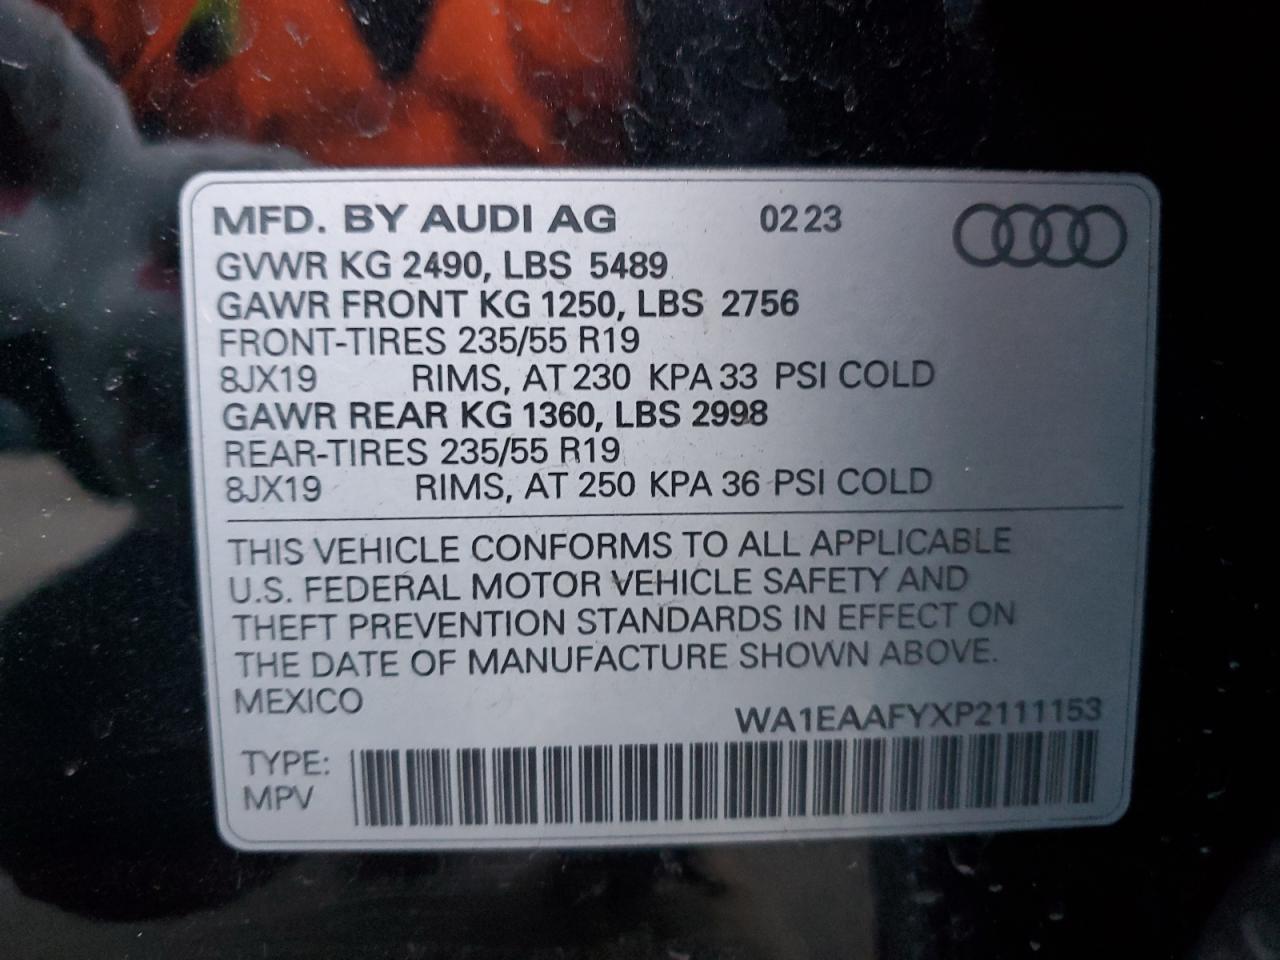 MFD. BY AUDI AG 02 23
GVWR KG 2490, LBS 5489
GAWR FRONT KG 1250, LBS 2756
FRONT-TIRES 235/55 R19
8JX19 RIMS, AT 230 KPA 33 PSI COLD
GAWR REAR KG 1360, LBS 2998
REAR-TIRES 235/55 R19
8JX19 RIMS, AT 250 KPA 36 PSI COLD
THIS VEHICLE CONFORMS TO ALL APPLICABLE
U.S. FEDERAL MOTOR VEHICLE SAFETY AND
THEFT PREVENTION STANDARDS IN EFFECT ON
THE DATE OF MANUFACTURE SHOWN ABOVE.
MEXICO
WA1EAAFYXP2111153
TYPE:
MPV